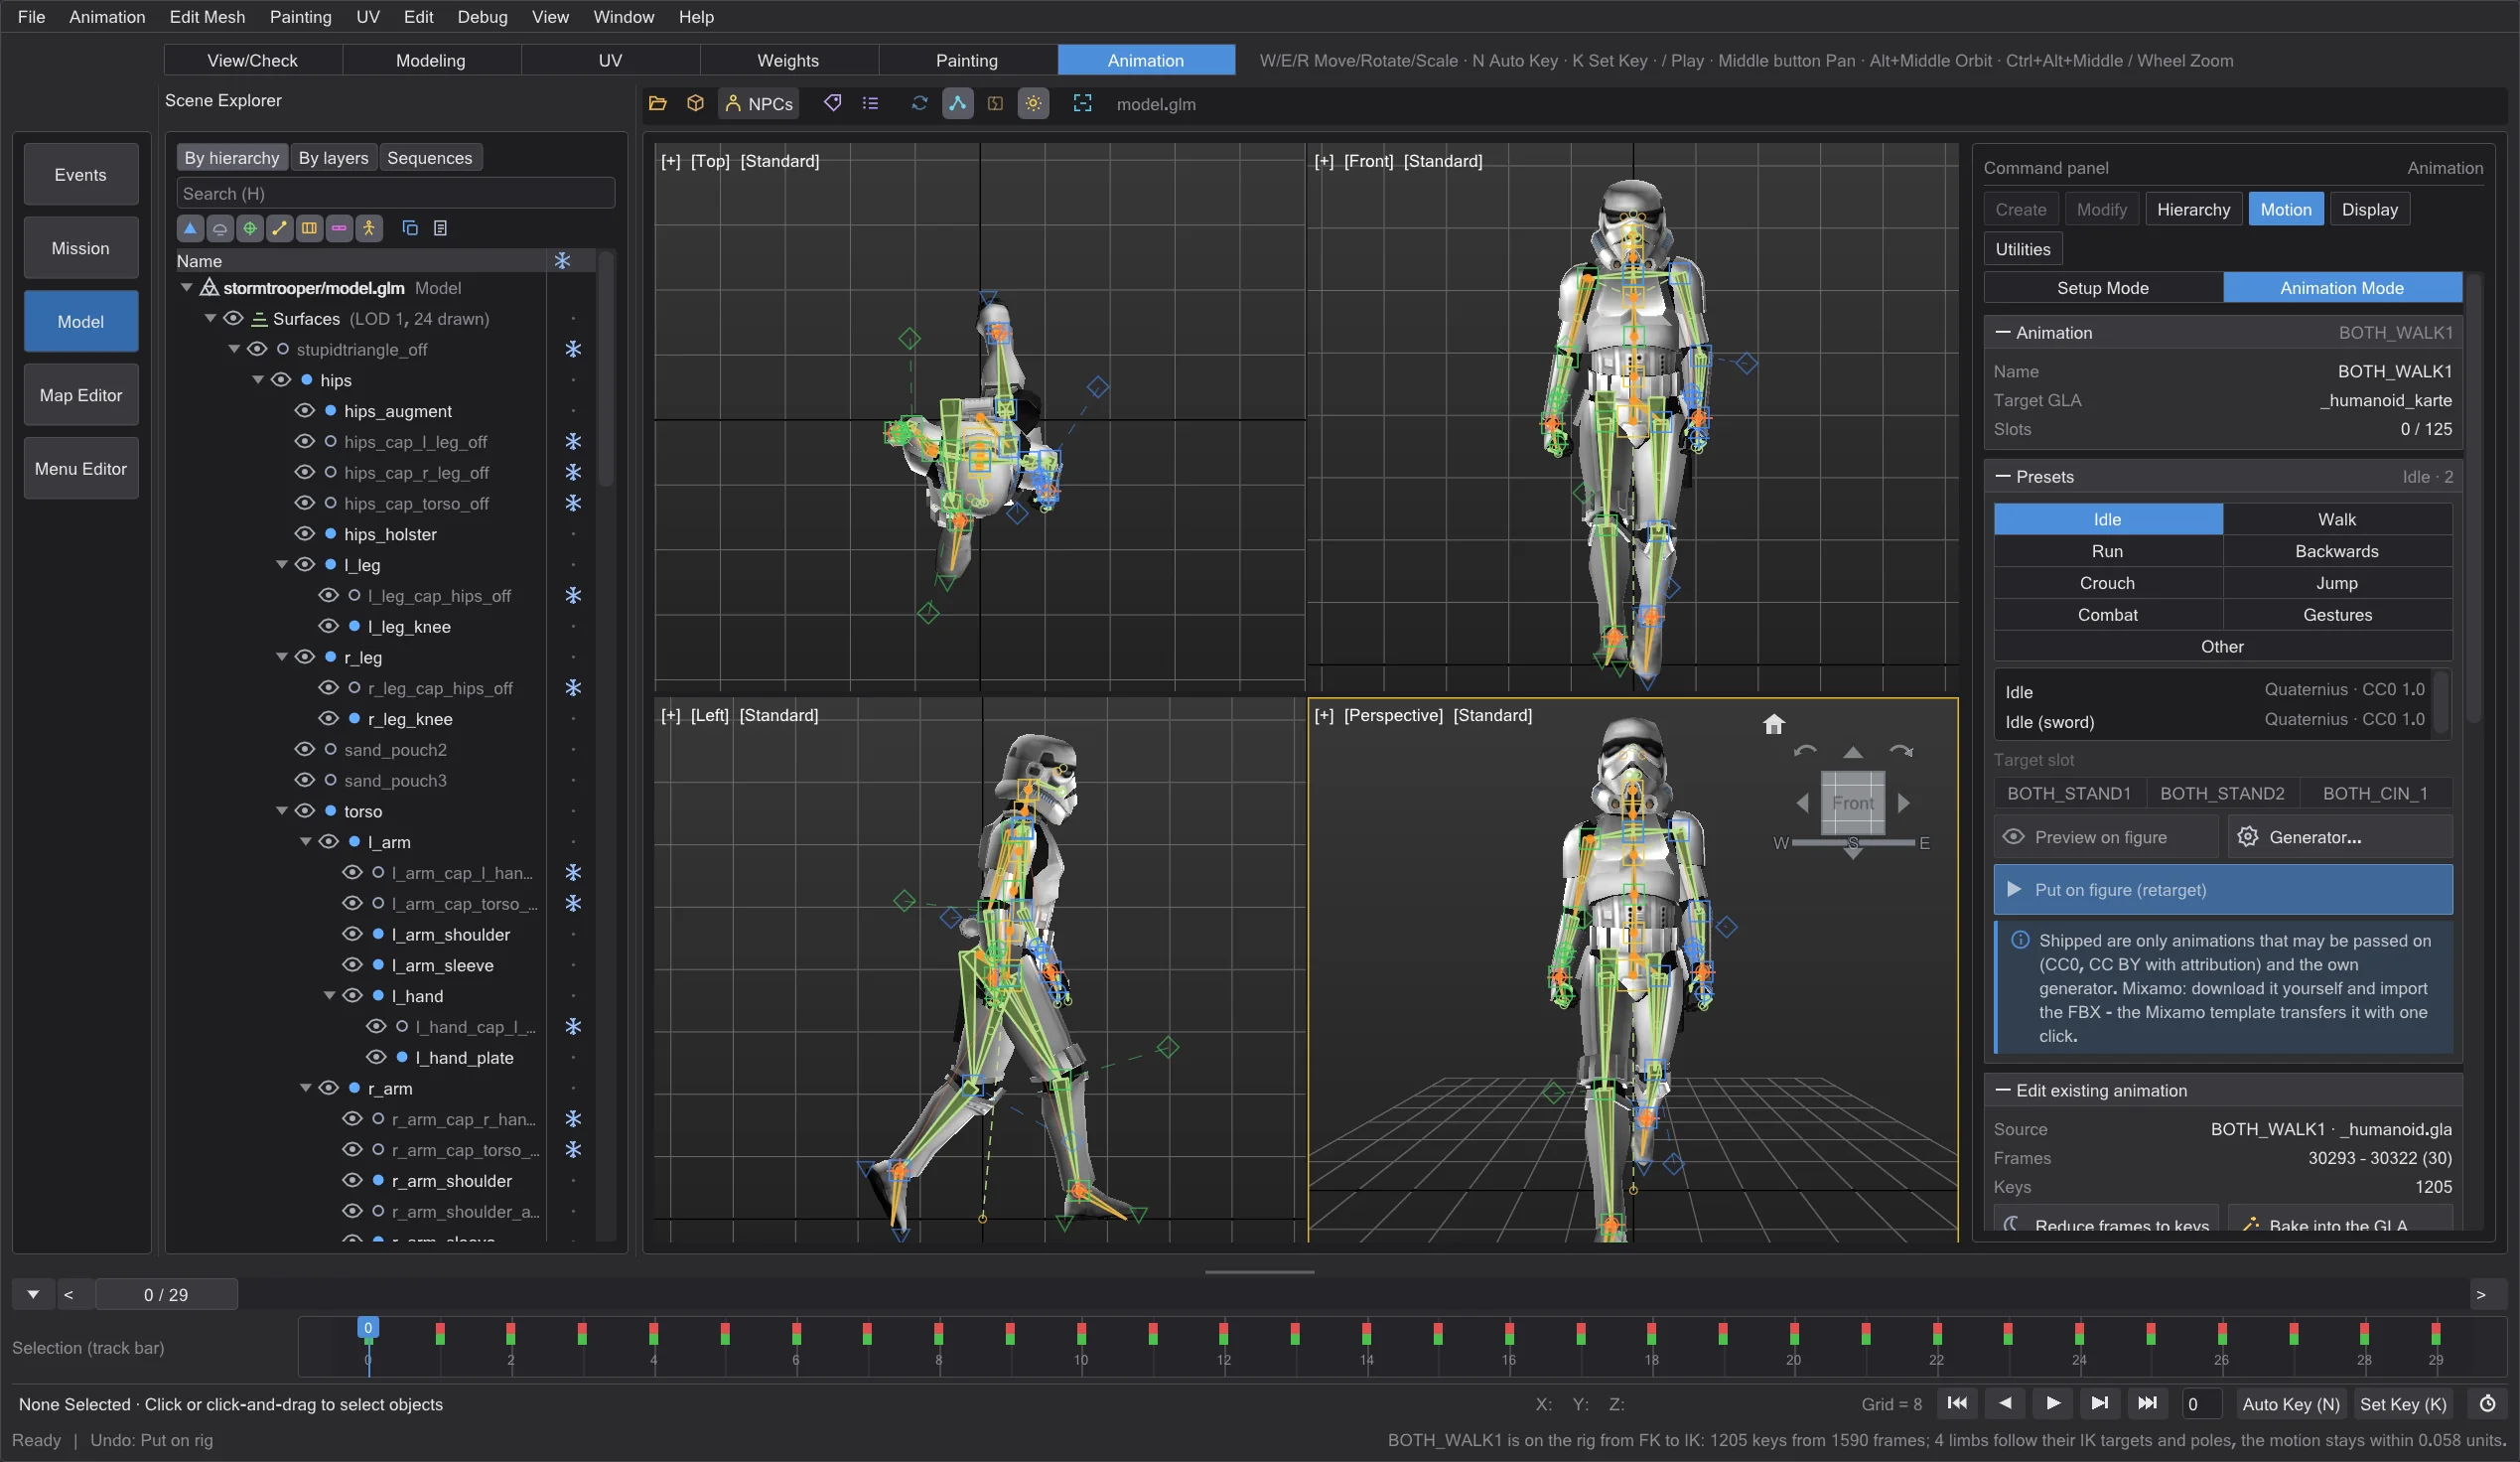 File Animation Edit Mesh Painting UV Edit Debug View Window Help
View/Check Modeling UV Weights Painting Animation W/E/R Move/Rotate/Scale · N Auto Key · K Set Key · / Play · Middle button Pan · Alt+Middle Orbit · Ctrl+Alt+Middle / Wheel Zoom
Scene Explorer
NPCs model.glm
Events
Mission
Model
Map Editor
Menu Editor
By hierarchy By layers Sequences
Search (H)
Name
stormtrooper/model.glm Model
Surfaces (LOD 1, 24 drawn)
stupidtriangle_off
hips
hips_augment
hips_cap_l_leg_off
hips_cap_r_leg_off
hips_cap_torso_off
hips_holster
l_leg
l_leg_cap_hips_off
l_leg_knee
r_leg
r_leg_cap_hips_off
r_leg_knee
sand_pouch2
sand_pouch3
torso
l_arm
l_arm_cap_l_han...
l_arm_cap_torso_...
l_arm_shoulder
l_arm_sleeve
l_hand
l_hand_cap_l_...
l_hand_plate
r_arm
r_arm_cap_r_han...
r_arm_cap_torso_...
r_arm_shoulder
r_arm_shoulder_a...
r_arm_sleeve
[+] [Top] [Standard]
[+] [Front] [Standard]
[+] [Left] [Standard]
[+] [Perspective] [Standard]
Front
W S E
Command panel Animation
Create Modify Hierarchy Motion Display
Utilities
Setup Mode Animation Mode
Animation BOTH_WALK1
Name BOTH_WALK1
Target GLA _humanoid_karte
Slots 0 / 125
Presets Idle · 2
Idle Walk
Run Backwards
Crouch Jump
Combat Gestures
Other
Idle Quaternius · CC0 1.0
Idle (sword) Quaternius · CC0 1.0
Target slot
BOTH_STAND1 BOTH_STAND2 BOTH_CIN_1
Preview on figure Generator...
Put on figure (retarget)
Shipped are only animations that may be passed on
(CC0, CC BY with attribution) and the own
generator. Mixamo: download it yourself and import
the FBX - the Mixamo template transfers it with one
click.
Edit existing animation
Source BOTH_WALK1 · _humanoid.gla
Frames 30293 - 30322 (30)
Keys 1205
Reduce frames to keys Bake into the GLA
< 0 / 29 >
0
Selection (track bar)
0 2 4 6 8 10 12 14 16 18 20 22 24 26 28 29
None Selected · Click or click-and-drag to select objects X: Y: Z: Grid = 8 0 Auto Key (N) Set Key (K)
Ready | Undo: Put on rig BOTH_WALK1 is on the rig from FK to IK: 1205 keys from 1590 frames; 4 limbs follow their IK targets and poles, the motion stays within 0.058 units.